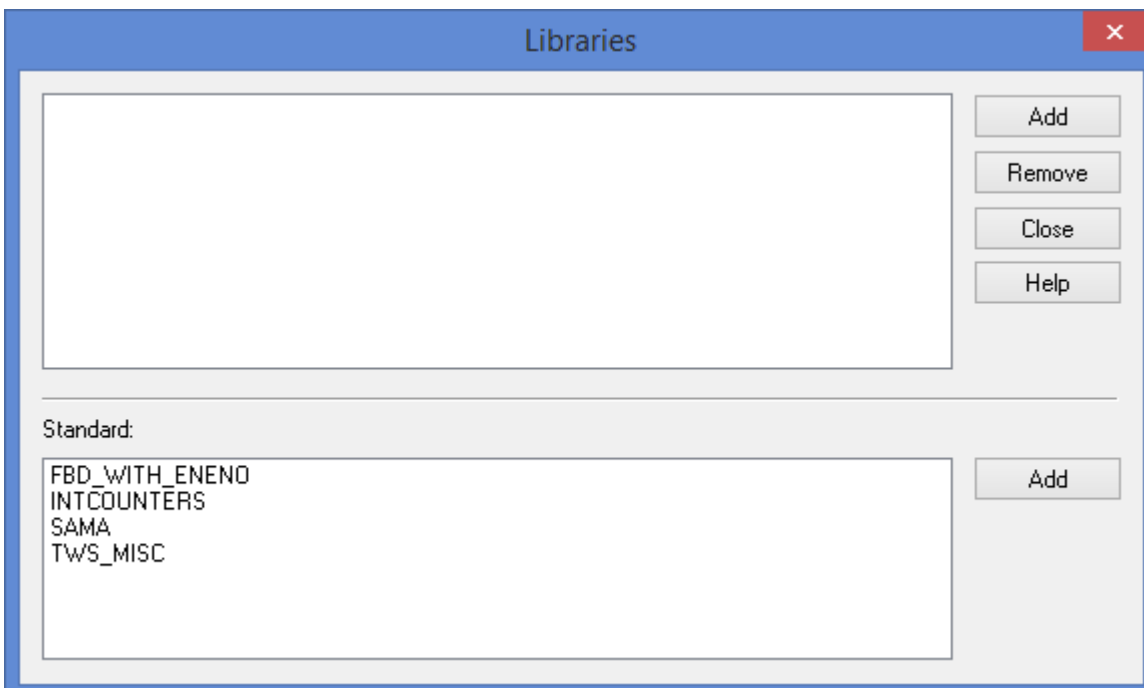 Libraries
Add
Remove
Close
Help
Standard:
FBD_WITH_ENENO
INTCOUNTERS
SAMA
TWS_MISC
Add